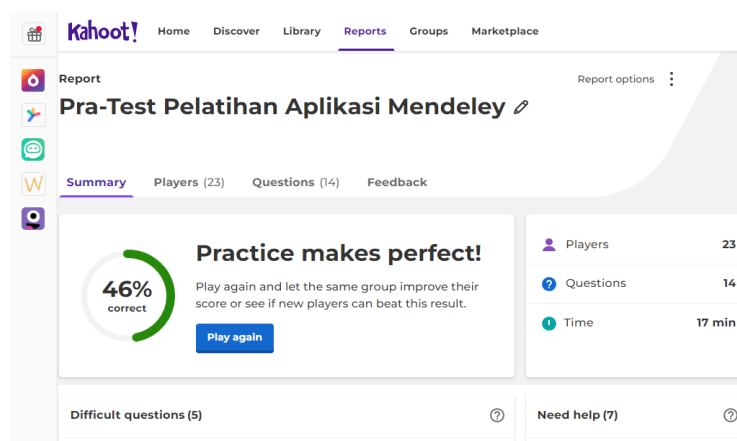 Kahoot!
Home Discover Library Reports Groups Marketplace
Report
Report options
Pra-Test Pelatihan Aplikasi Mendeley
Summary Players (23) Questions (14) Feedback
46%
correct
Practice makes perfect!
Play again and let the same group improve their
score or see if new players can beat this result.
Play again
Players 23
Questions 14
Time 17 min
Difficult questions (5)
Need help (7)